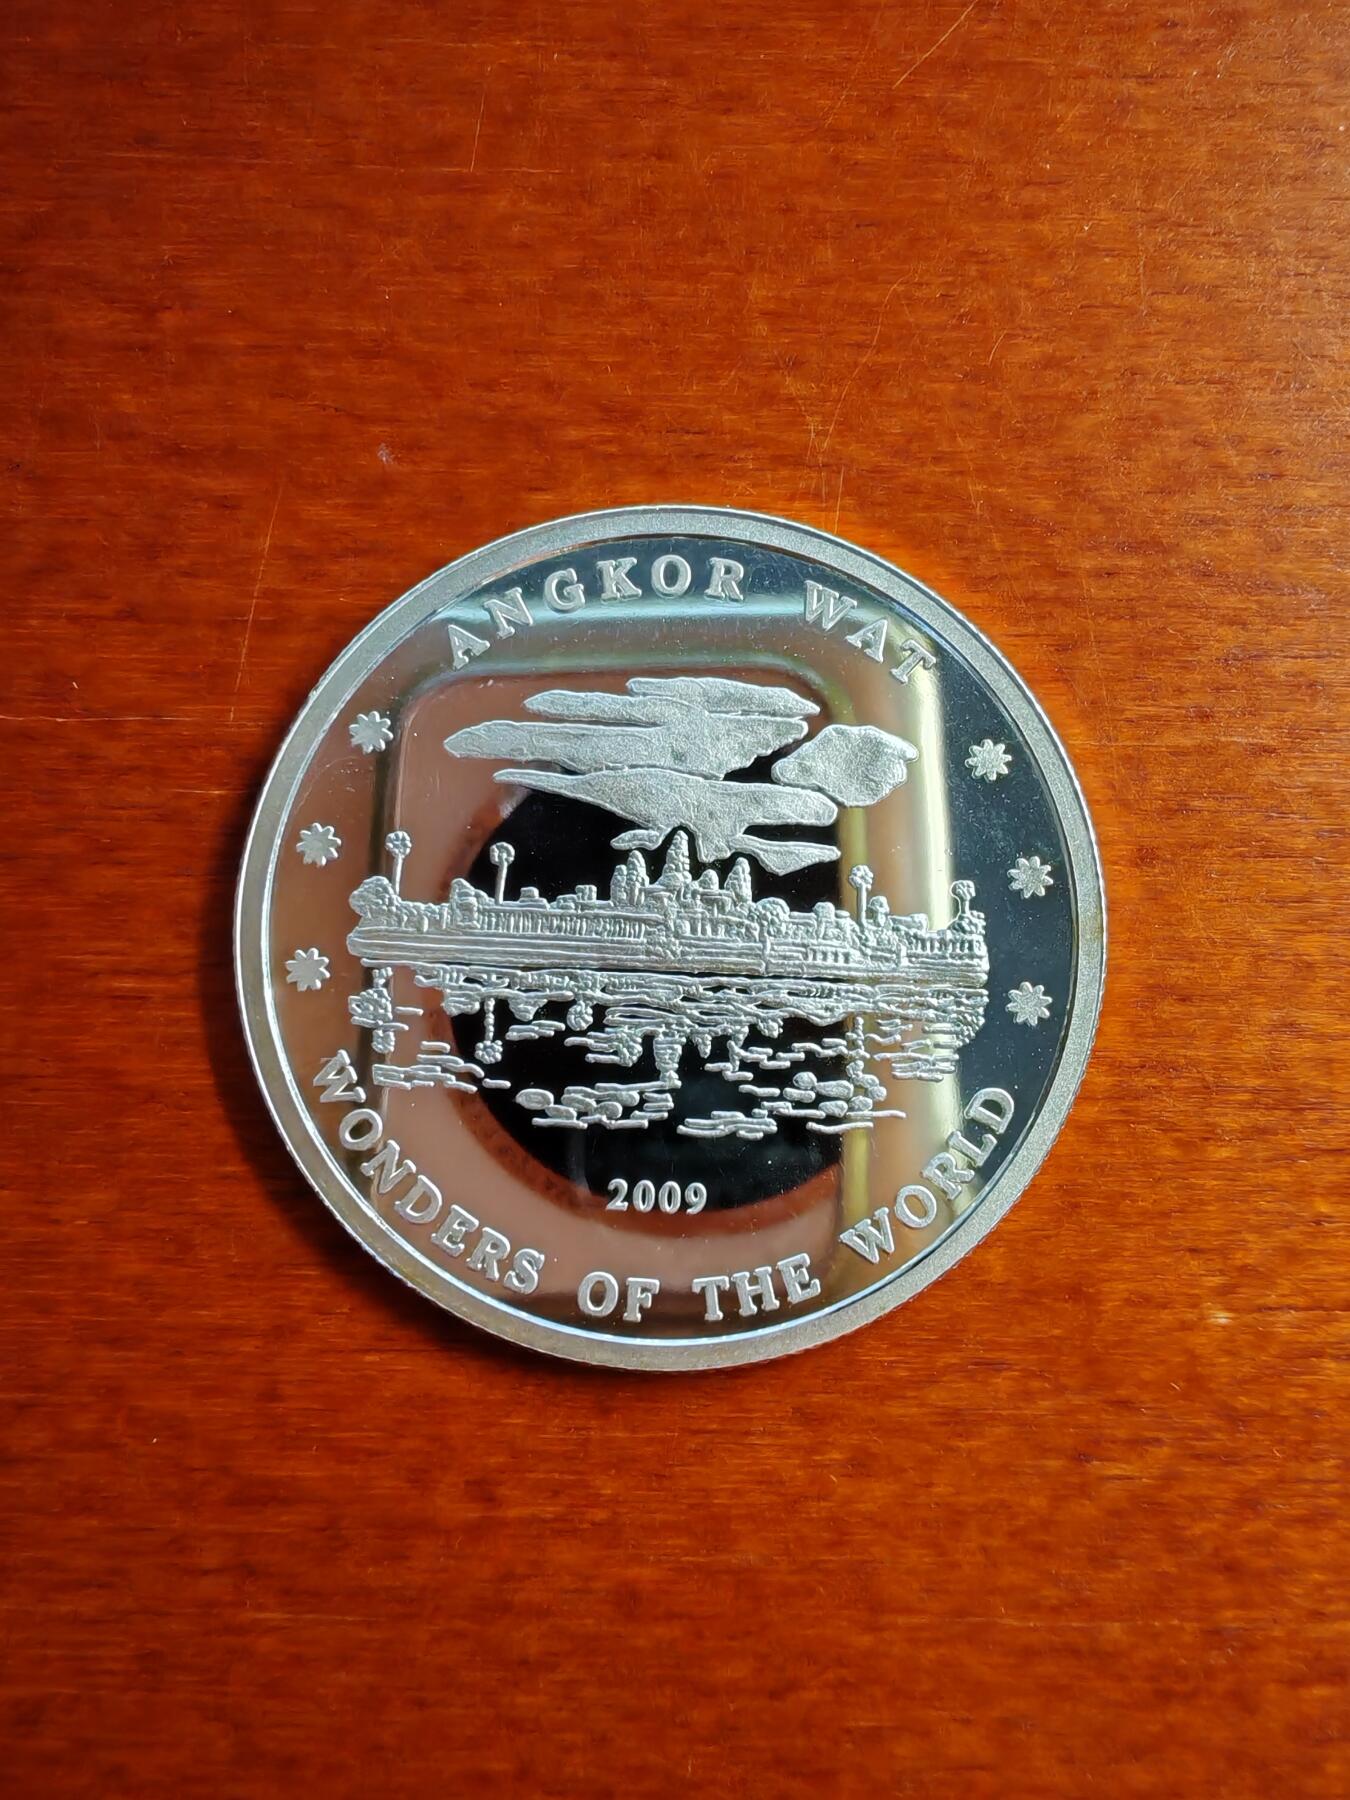 ANGKOR WAT
2009
WONDERS OF THE WORLD